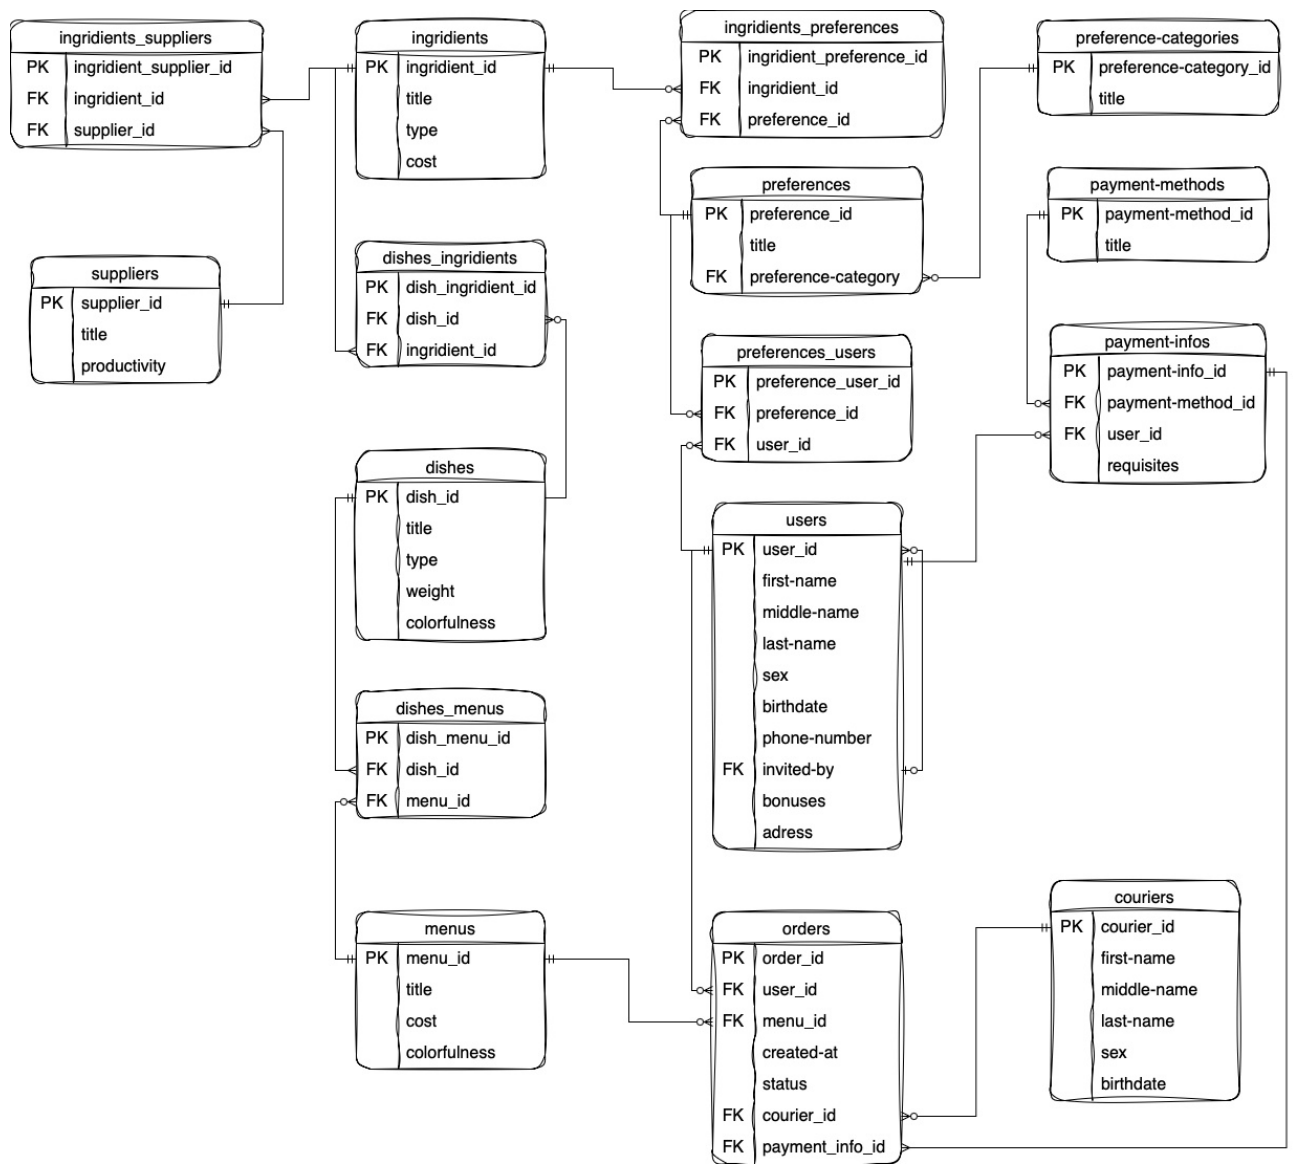 ingridients_suppliers
PK ingridient_supplier_id
FK ingridient_id
FK supplier_id
suppliers
PK supplier_id
title
productivity
ingridients
PK ingridient_id
title
type
cost
dishes_ingridients
PK dish_ingridient_id
FK dish_id
FK ingridient_id
dishes
PK dish_id
title
type
weight
colorfulness
dishes_menus
PK dish_menu_id
FK dish_id
FK menu_id
menus
PK menu_id
title
cost
colorfulness
ingridients_preferences
PK ingridient_preference_id
FK ingridient_id
FK preference_id
preferences
PK preference_id
title
FK preference-category
preferences_users
PK preference_user_id
FK preference_id
FK user_id
users
PK user_id
first-name
middle-name
last-name
sex
birthdate
phone-number
FK invited-by
bonuses
adress
orders
PK order_id
FK user_id
FK menu_id
created-at
status
FK courier_id
FK payment_info_id
preference-categories
PK preference-category_id
title
payment-methods
PK payment-method_id
title
payment-infos
PK payment-info_id
FK payment-method_id
FK user_id
requisites
couriers
PK courier_id
first-name
middle-name
last-name
sex
birthdate